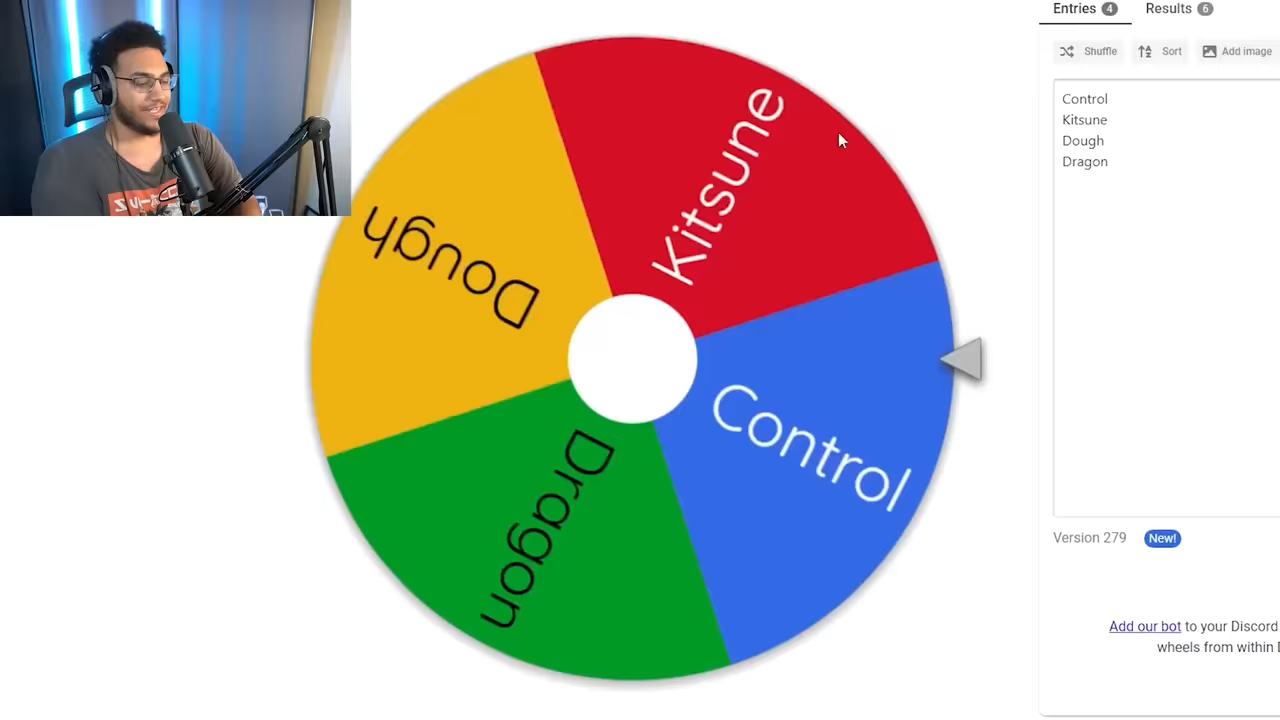 Entries 4 Results 6
Shuffle Sort Add image
Control
Kitsune
Dough
Dragon
Kitsune
Dough
Control
Dragon
Version 279 New!
Add our bot to your Discord
wheels from within